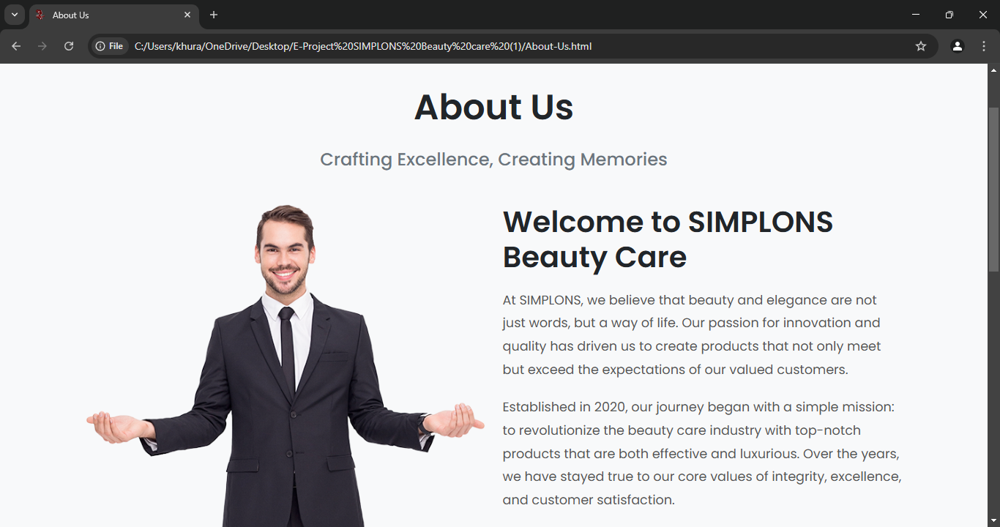 About Us
File
C:/Users/khura/OneDrive/Desktop/E-Project%20SIMPLONS%20Beauty%20care%20(1)/About-Us.html
About Us
Crafting Excellence, Creating Memories
Welcome to SIMPLONS
Beauty Care
At SIMPLONS, we believe that beauty and elegance are not
just words, but a way of life. Our passion for innovation and
quality has driven us to create products that not only meet
but exceed the expectations of our valued customers.
Established in 2020, our journey began with a simple mission:
to revolutionize the beauty care industry with top-notch
products that are both effective and luxurious. Over the years,
we have stayed true to our core values of integrity, excellence,
and customer satisfaction.